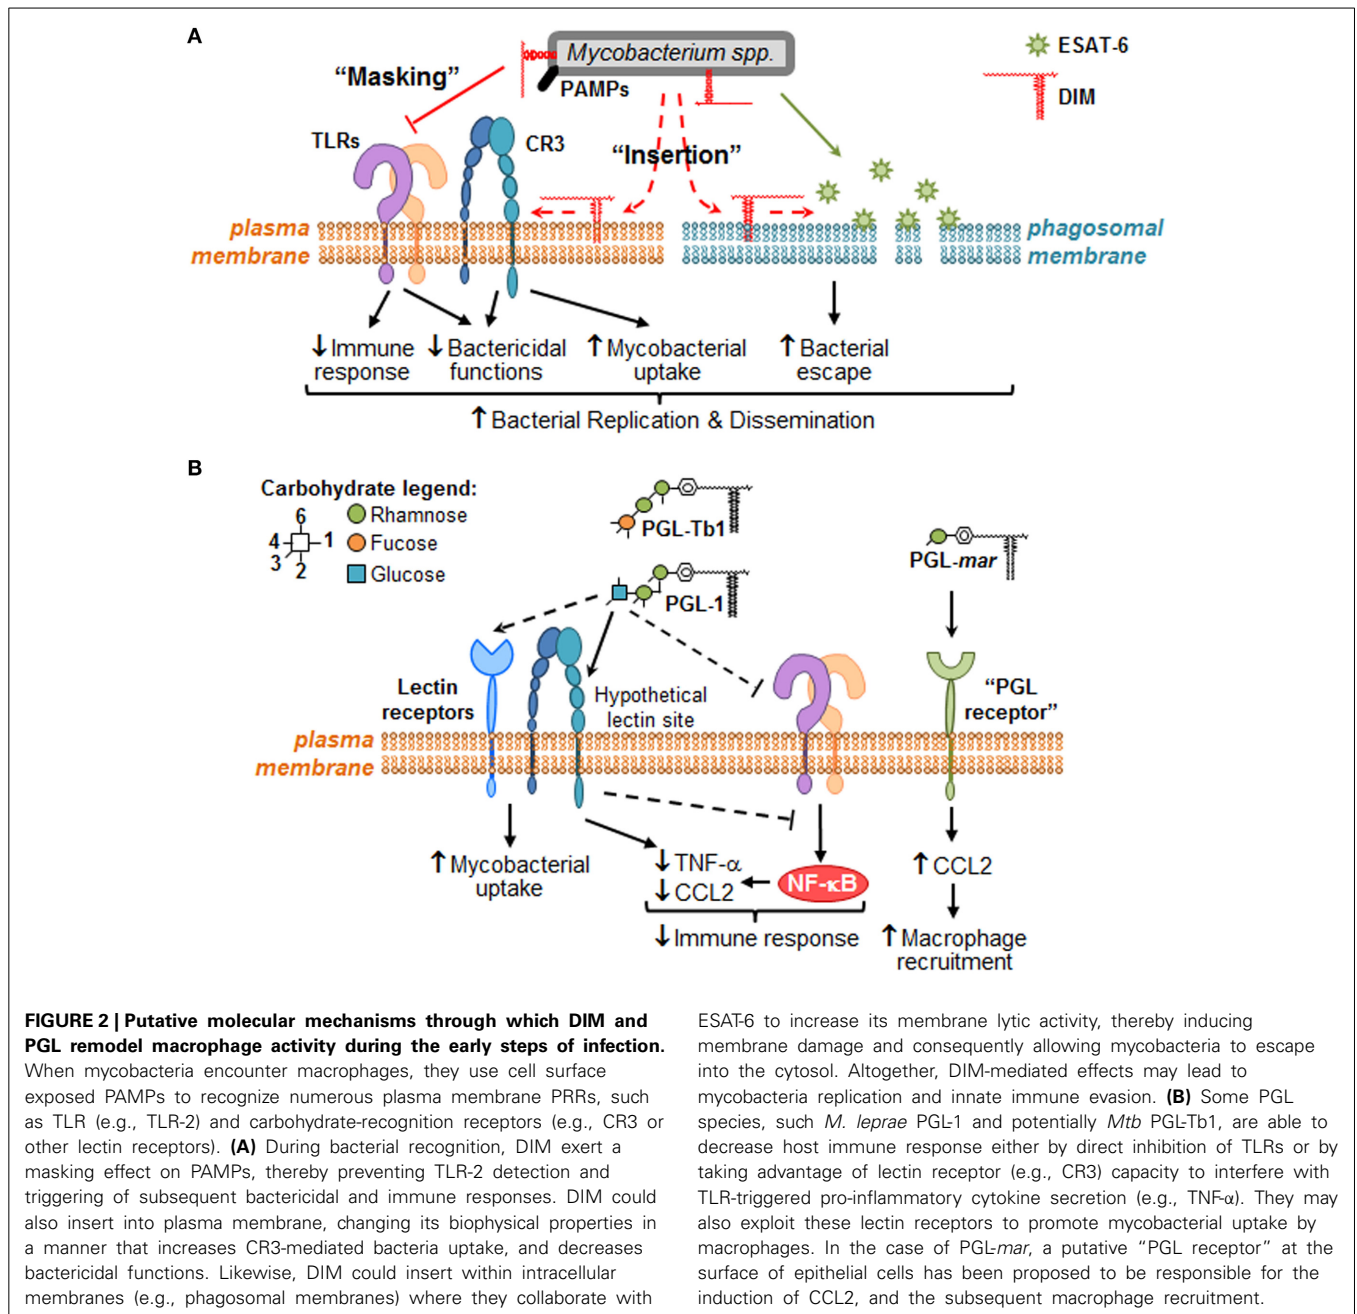 A
Mycobacterium spp.
ESAT-6
"Masking"
PAMPs
DIM
TLRs
CR3
"Insertion"
plasma
membrane
phagosomal
membrane
↓Immune
response
↓Bactericidal
functions
↑Mycobacterial
uptake
↑Bacterial
escape
↑Bacterial Replication & Dissemination
B
Carbohydrate legend:
6
4
1
3
2
Rhamnose
Fucose
Glucose
PGL-Tb1
PGL-1
PGL-mar
Lectin
receptors
Hypothetical
lectin site
"PGL
receptor"
plasma
membrane
↑Mycobacterial
uptake
↓TNF-α
↓CCL2
NF-κB
↑CCL2
↓Immune response
↑Macrophage
recruitment
FIGURE 2 | Putative molecular mechanisms through which DIM and
PGL remodel macrophage activity during the early steps of infection.
When mycobacteria encounter macrophages, they use cell surface
exposed PAMPs to recognize numerous plasma membrane PRRs, such
as TLR (e.g., TLR-2) and carbohydrate-recognition receptors (e.g., CR3 or
other lectin receptors). (A) During bacterial recognition, DIM exert a
masking effect on PAMPs, thereby preventing TLR-2 detection and
triggering of subsequent bactericidal and immune responses. DIM could
also insert into plasma membrane, changing its biophysical properties in
a manner that increases CR3-mediated bacteria uptake, and decreases
bactericidal functions. Likewise, DIM could insert within intracellular
membranes (e.g., phagosomal membranes) where they collaborate with
ESAT-6 to increase its membrane lytic activity, thereby inducing
membrane damage and consequently allowing mycobacteria to escape
into the cytosol. Altogether, DIM-mediated effects may lead to
mycobacteria replication and innate immune evasion. (B) Some PGL
species, such M. leprae PGL-1 and potentially Mtb PGL-Tb1, are able to
decrease host immune response either by direct inhibition of TLRs or by
taking advantage of lectin receptor (e.g., CR3) capacity to interfere with
TLR-triggered pro-inflammatory cytokine secretion (e.g., TNF-α). They may
also exploit these lectin receptors to promote mycobacterial uptake by
macrophages. In the case of PGL-mar, a putative "PGL receptor" at the
surface of epithelial cells has been proposed to be responsible for the
induction of CCL2, and the subsequent macrophage recruitment.